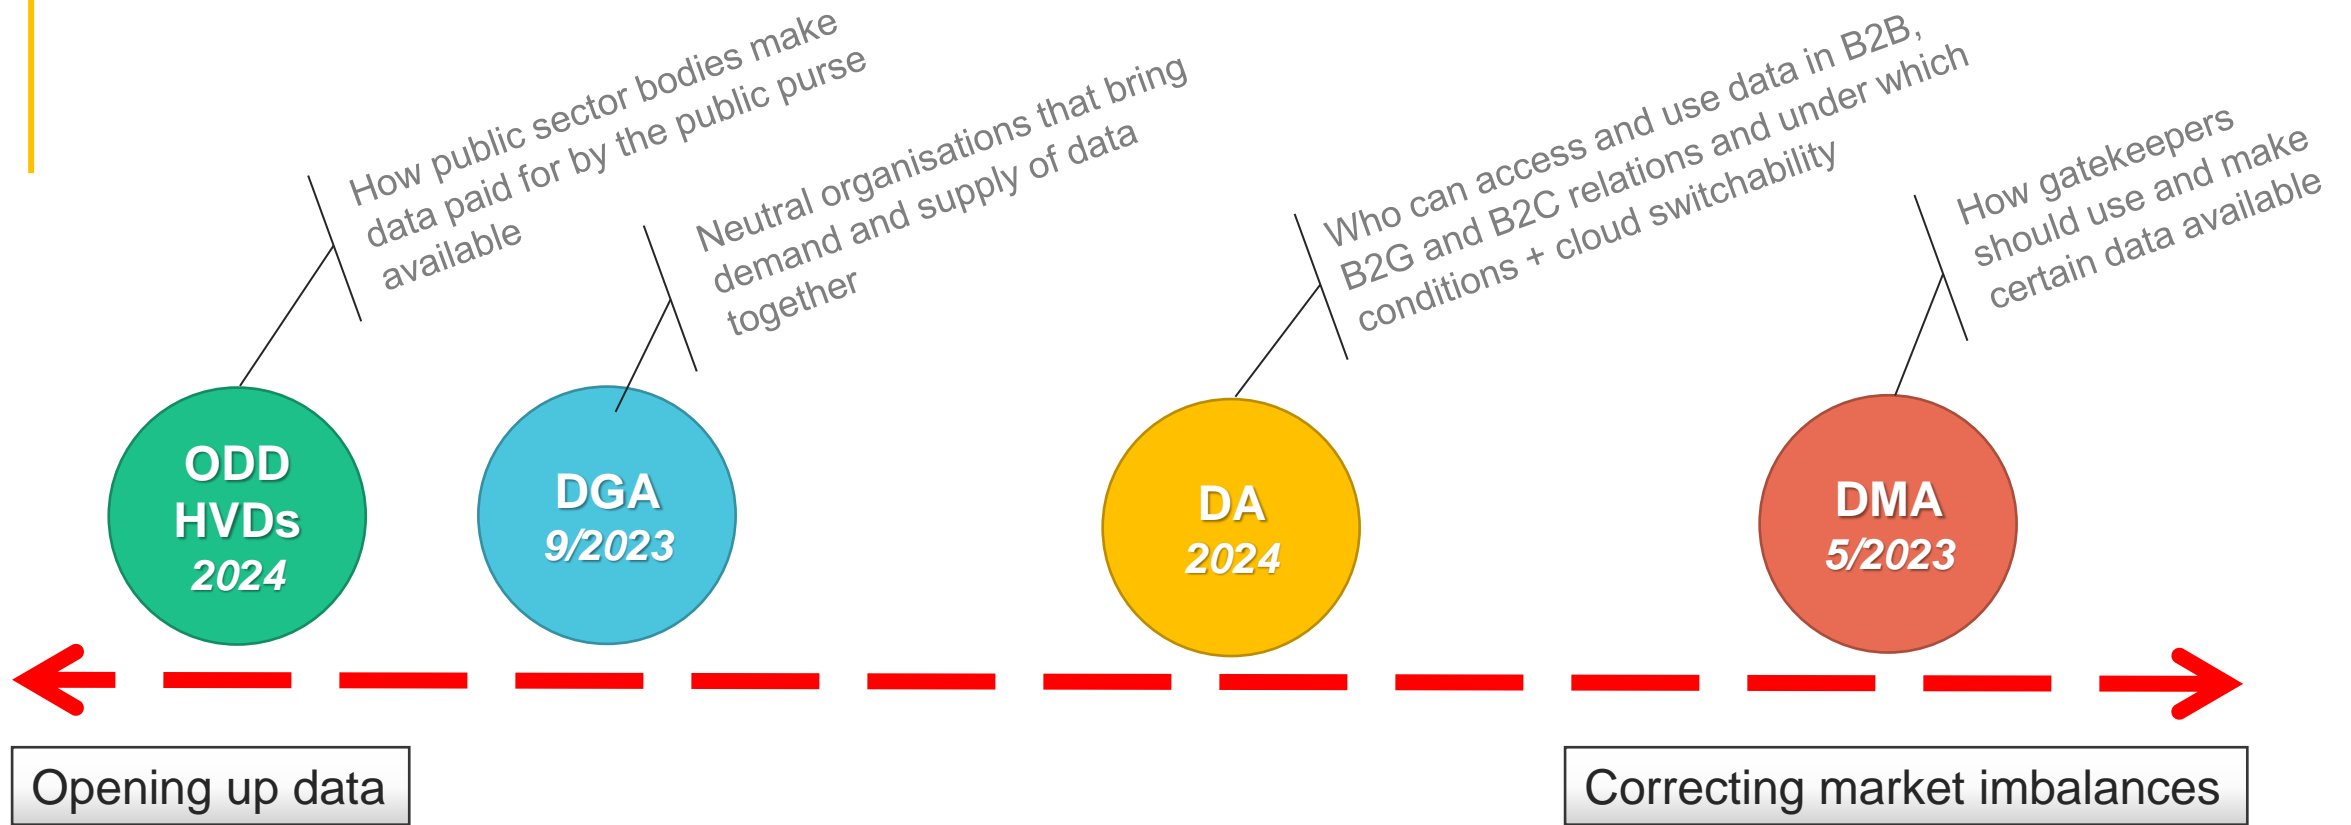 How public sector bodies make
data paid for by the public purse
available
Neutral organisations that bring
demand and supply of data
together
Who can access and use data in B2B,
B2G and B2C relations and under which
conditions + cloud switchability
How gatekeepers
should use and make
certain data available
ODD
HVDs
2024
DGA
9/2023
DA
2024
DMA
5/2023
Opening up data
Correcting market imbalances